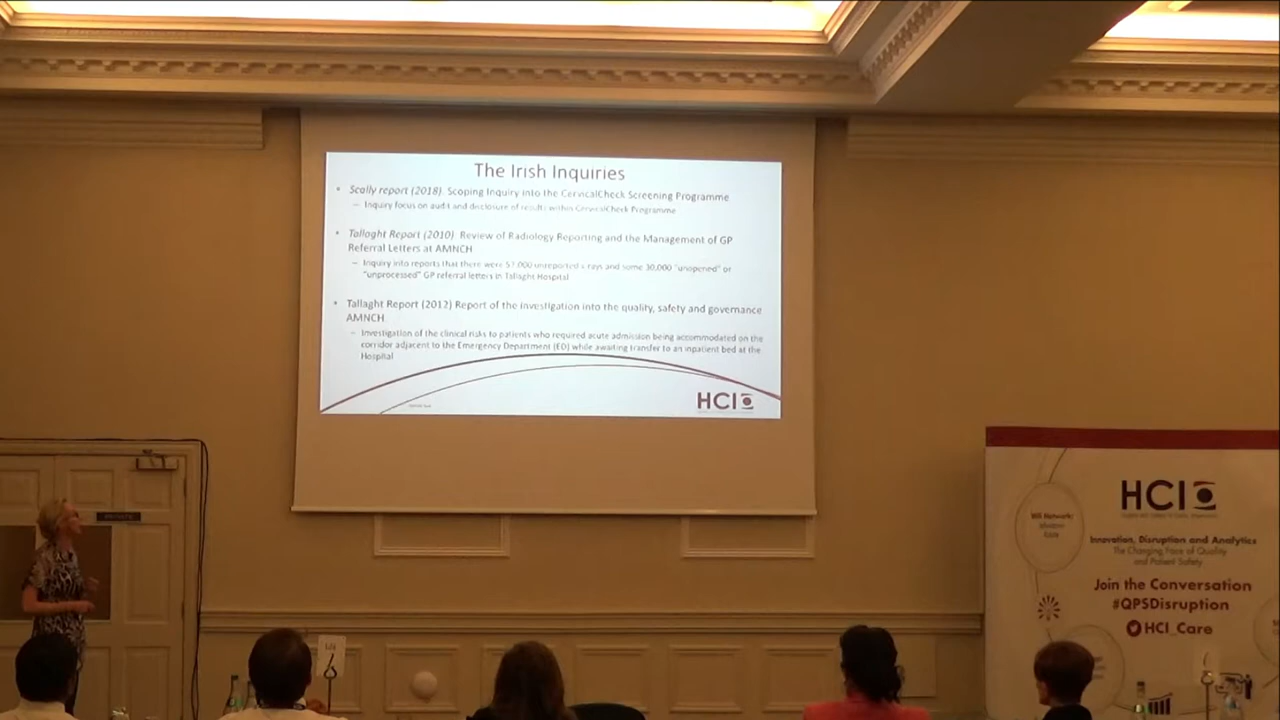 The Irish Inquiries
Scally report (2018). Scoping Inquiry into the CervicalCheck Screening Programme
– Inquiry focus on audit and disclosure of results within CervicalCheck Programme
Tallaght Report (2010). Review of Radiology Reporting and the Management of GP
Referral Letters at AMNCH
– Inquiry into reports that there were 57,000 unreported x rays and some 30,000 "unopened" or
"unprocessed" GP referral letters in Tallaght Hospital
Tallaght Report (2012) Report of the investigation into the quality, safety and governance
AMNCH
– Investigation of the clinical risks to patients who required acute admission being accommodated on the
corridor adjacent to the Emergency Department (ED) while awaiting transfer to an inpatient bed at the
Hospital
HCI
PRIVATE
HCI
Innovation, Disruption and Analytics
The Changing Face of Quality
and Patient Safety
Join the Conversation
#QPSDisruption
@HCI_Care
Wifi Network: